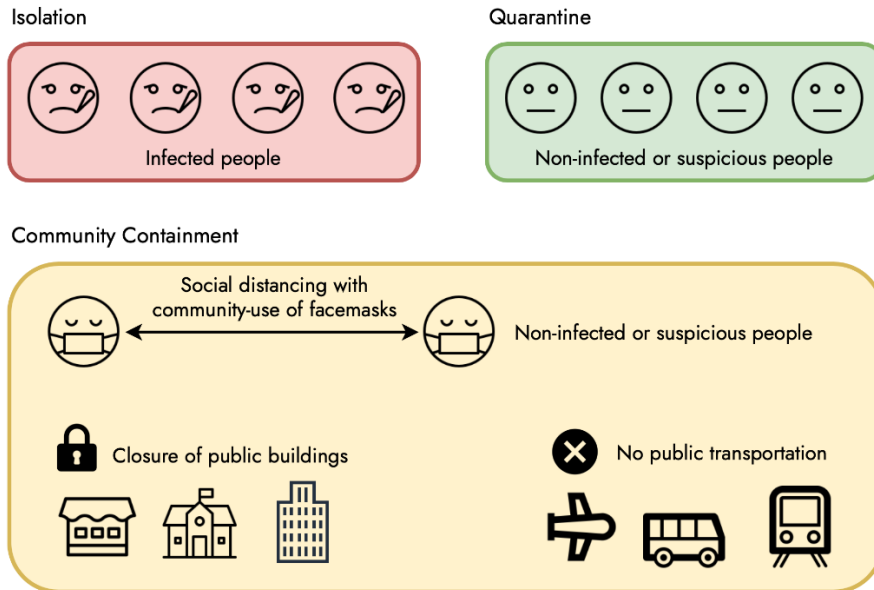 Isolation
Quarantine
Infected people
Non-infected or suspicious people
Community Containment
Social distancing with
community-use of facemasks
Non-infected or suspicious people
Closure of public buildings
No public transportation